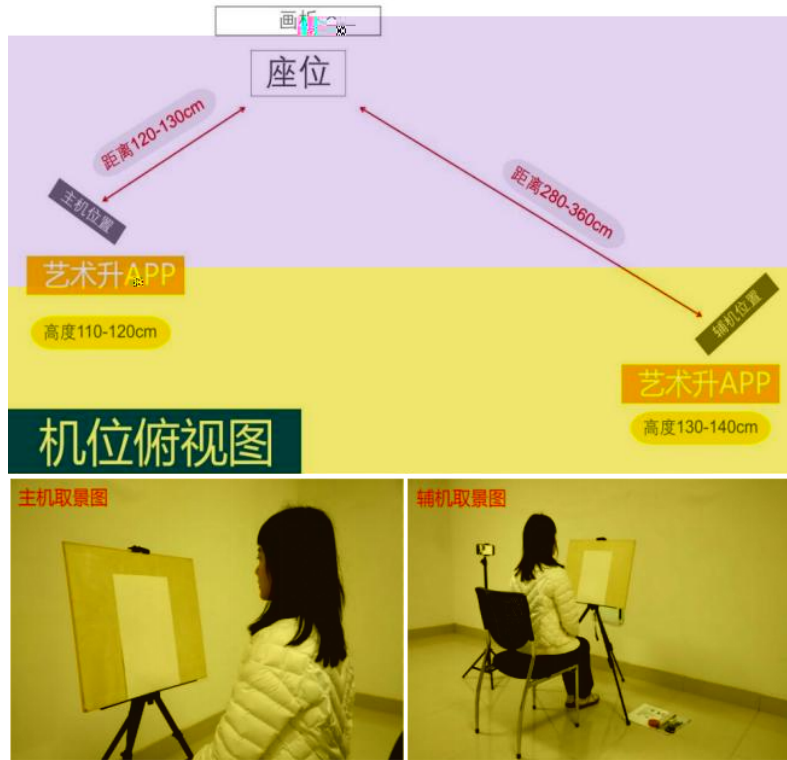 画板
座位
距离120-130cm
主机位置
距离280-360cm
艺术升APP
高度110-120cm
辅机位置
艺术升APP
高度130-140cm
机位俯视图
主机取景图
辅机取景图